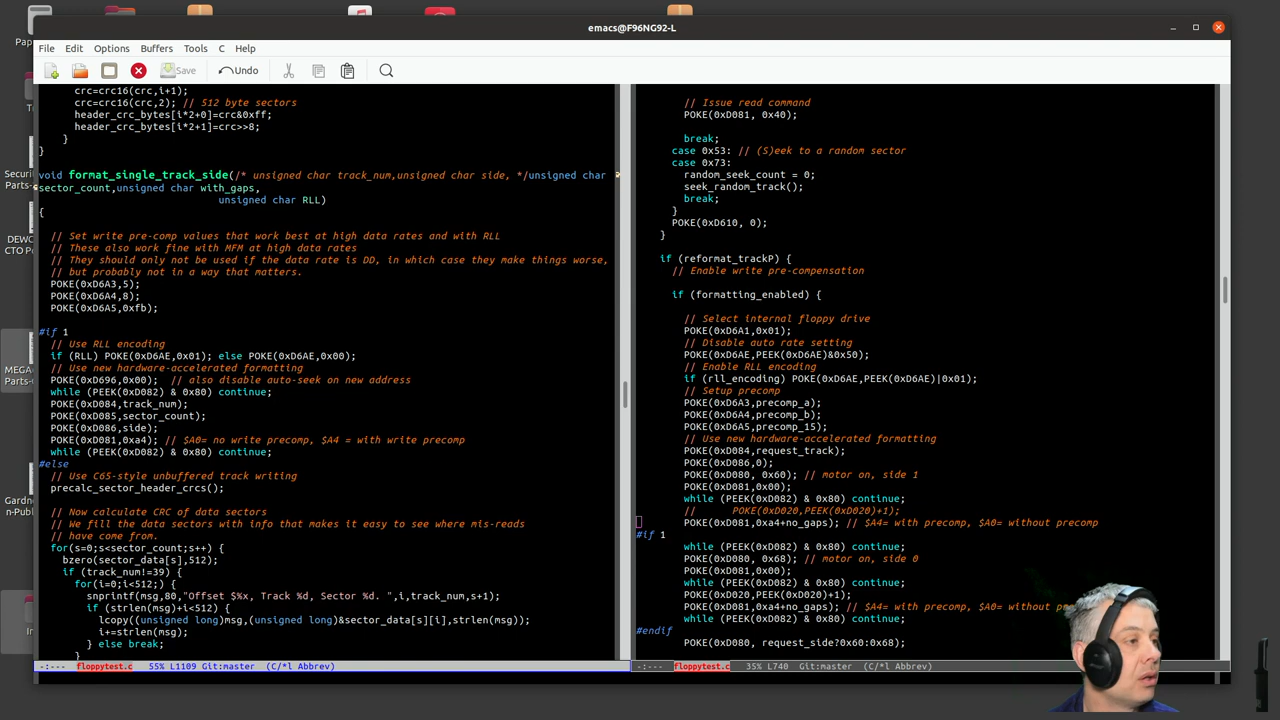 emacs@F96NG92-L
File Edit Options Buffers Tools C Help
Save Undo
crc=crc16(crc,i+1);
crc=crc16(crc,2); // 512 byte sectors
header_crc_bytes[i*2+0]=crc&0xff;
header_crc_bytes[i*2+1]=crc>>8;
}
}
void format_single_track_side(/* unsigned char track_num,unsigned char side, */unsigned char
sector_count,unsigned char with_gaps,
unsigned char RLL)
{
// Set write pre-comp values that work best at high data rates and with RLL
// These also work fine with MFM at high data rates
// They should only not be used if the data rate is DD, in which case they make things worse,
// but probably not in a way that matters.
POKE(0xD6A3,5);
POKE(0xD6A4,8);
POKE(0xD6A5,0xfb);
#if 1
// Use RLL encoding
if (RLL) POKE(0xD6AE,0x01); else POKE(0xD6AE,0x00);
// Use new hardware-accelerated formatting
POKE(0xD696,0x00);  // also disable auto-seek on new address
while (PEEK(0xD082) & 0x80) continue;
POKE(0xD084,track_num);
POKE(0xD085,sector_count);
POKE(0xD086,side);
POKE(0xD081,0xa4); // $A0= no write precomp, $A4 = with write precomp
while (PEEK(0xD082) & 0x80) continue;
#else
// Use C65-style unbuffered track writing
precalc_sector_header_crcs();
// Now calculate CRC of data sectors
// We fill the data sectors with info that makes it easy to see where mis-reads
// have come from.
for(s=0;s<sector_count;s++) {
bzero(sector_data[s],512);
if (track_num!=39) {
for(i=0;i<512;) {
snprintf(msg,80,"Offset $%x, Track %d, Sector %d. ",i,track_num,s+1);
if (strlen(msg)+i<512) {
lcopy((unsigned long)msg,(unsigned long)&sector_data[s][i],strlen(msg));
i+=strlen(msg);
} else break;
}
-:--- floppytest.c 55% L1109 Git:master (C/*l Abbrev)
// Issue read command
POKE(0xD081, 0x40);
break;
case 0x53: // (S)eek to a random sector
case 0x73:
random_seek_count = 0;
seek_random_track();
break;
}
POKE(0xD610, 0);
}
if (reformat_trackP) {
// Enable write pre-compensation
if (formatting_enabled) {
// Select internal floppy drive
POKE(0xD6A1,0x01);
// Disable auto rate setting
POKE(0xD6AE,PEEK(0xD6AE)&0x50);
// Enable RLL encoding
if (rll_encoding) POKE(0xD6AE,PEEK(0xD6AE)|0x01);
// Setup precomp
POKE(0xD6A3,precomp_a);
POKE(0xD6A4,precomp_b);
POKE(0xD6A5,precomp_15);
// Use new hardware-accelerated formatting
POKE(0xD084,request_track);
POKE(0xD086,0);
POKE(0xD080, 0x60); // motor on, side 1
POKE(0xD081,0x00);
while (PEEK(0xD082) & 0x80) continue;
//      POKE(0xD020,PEEK(0xD020)+1);
POKE(0xD081,0xa4+no_gaps); // $A4= with precomp, $A0= without precomp
#if 1
while (PEEK(0xD082) & 0x80) continue;
POKE(0xD080, 0x68); // motor on, side 0
POKE(0xD081,0x00);
while (PEEK(0xD082) & 0x80) continue;
POKE(0xD020,PEEK(0xD020)+1);
POKE(0xD081,0xa4+no_gaps); // $A4= with precomp, $A0= without
while (PEEK(0xD082) & 0x80) continue;
#endif
POKE(0xD080, request_side?0x60:0x68);
-:--- floppytest.c 35% L740 Git:master (C/*l Abbrev)